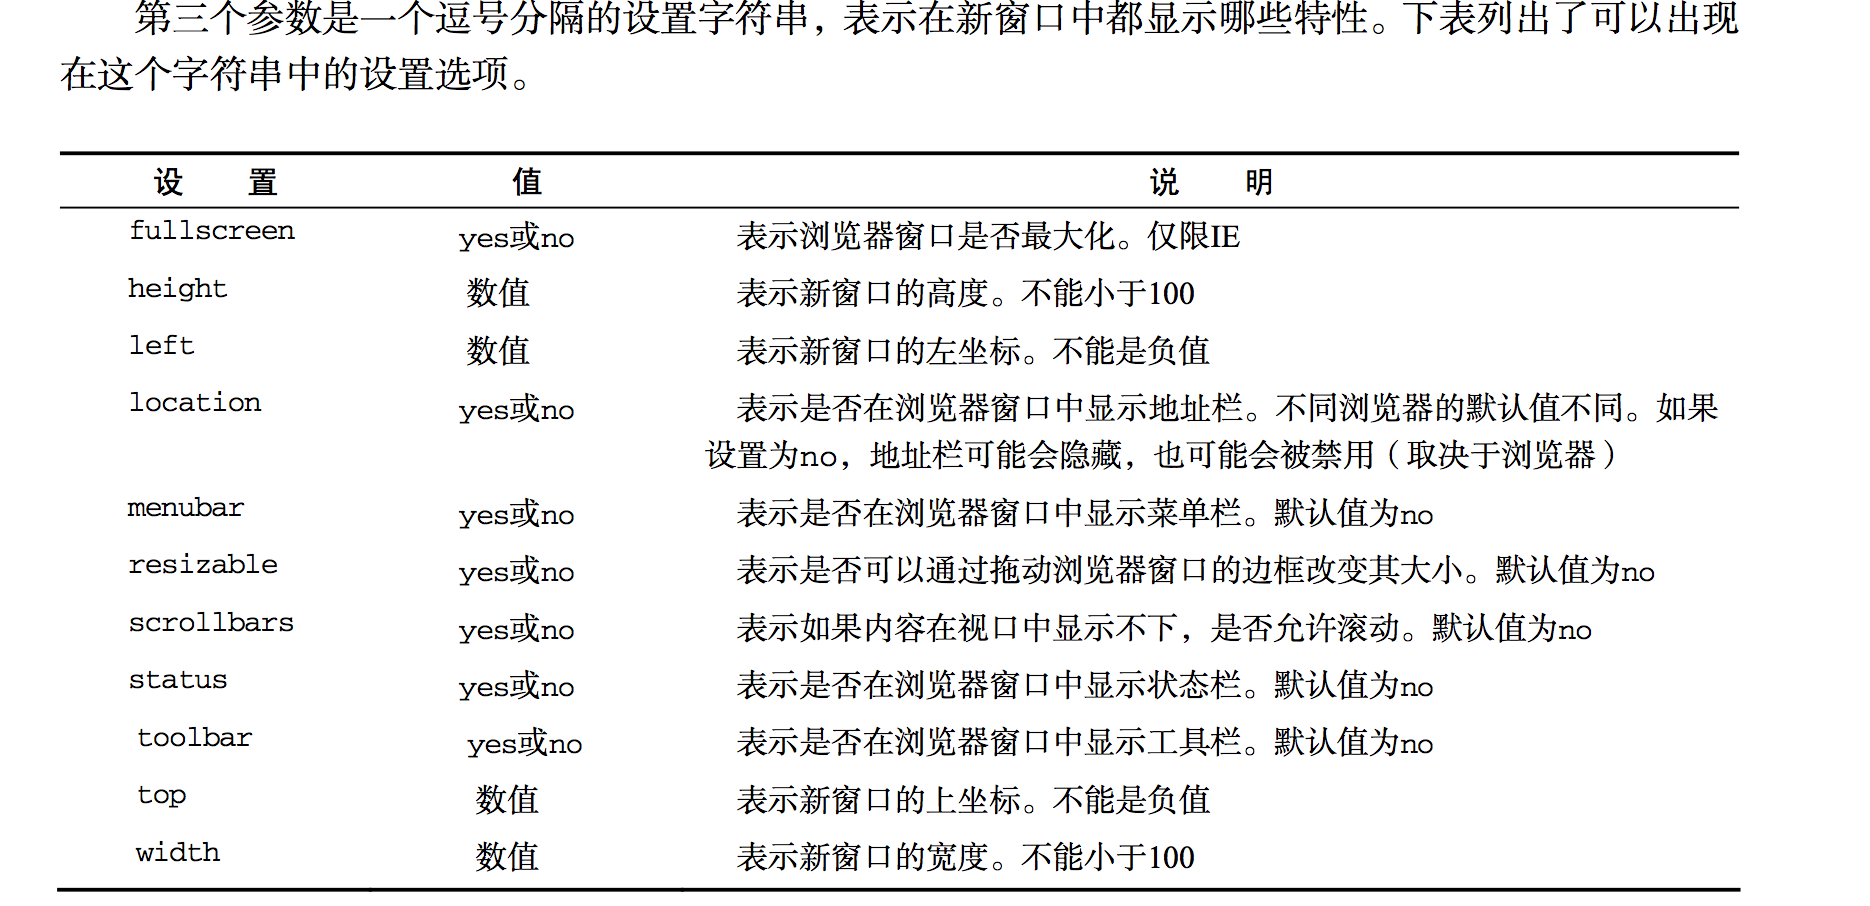 第三个参数是一个逗号分隔的设置字符串，表示在新窗口中都显示哪些特性。下表列出了可以出现
在这个字符串中的设置选项。
设 置 值 说 明
fullscreen yes或no 表示浏览器窗口是否最大化。仅限IE
height 数值 表示新窗口的高度。不能小于100
left 数值 表示新窗口的左坐标。不能是负值
location yes或no 表示是否在浏览器窗口中显示地址栏。不同浏览器的默认值不同。如果
设置为no，地址栏可能会隐藏，也可能会被禁用（取决于浏览器）
menubar yes或no 表示是否在浏览器窗口中显示菜单栏。默认值为no
resizable yes或no 表示是否可以通过拖动浏览器窗口的边框改变其大小。默认值为no
scrollbars yes或no 表示如果内容在视口中显示不下，是否允许滚动。默认值为no
status yes或no 表示是否在浏览器窗口中显示状态栏。默认值为no
toolbar yes或no 表示是否在浏览器窗口中显示工具栏。默认值为no
top 数值 表示新窗口的上坐标。不能是负值
width 数值 表示新窗口的宽度。不能小于100